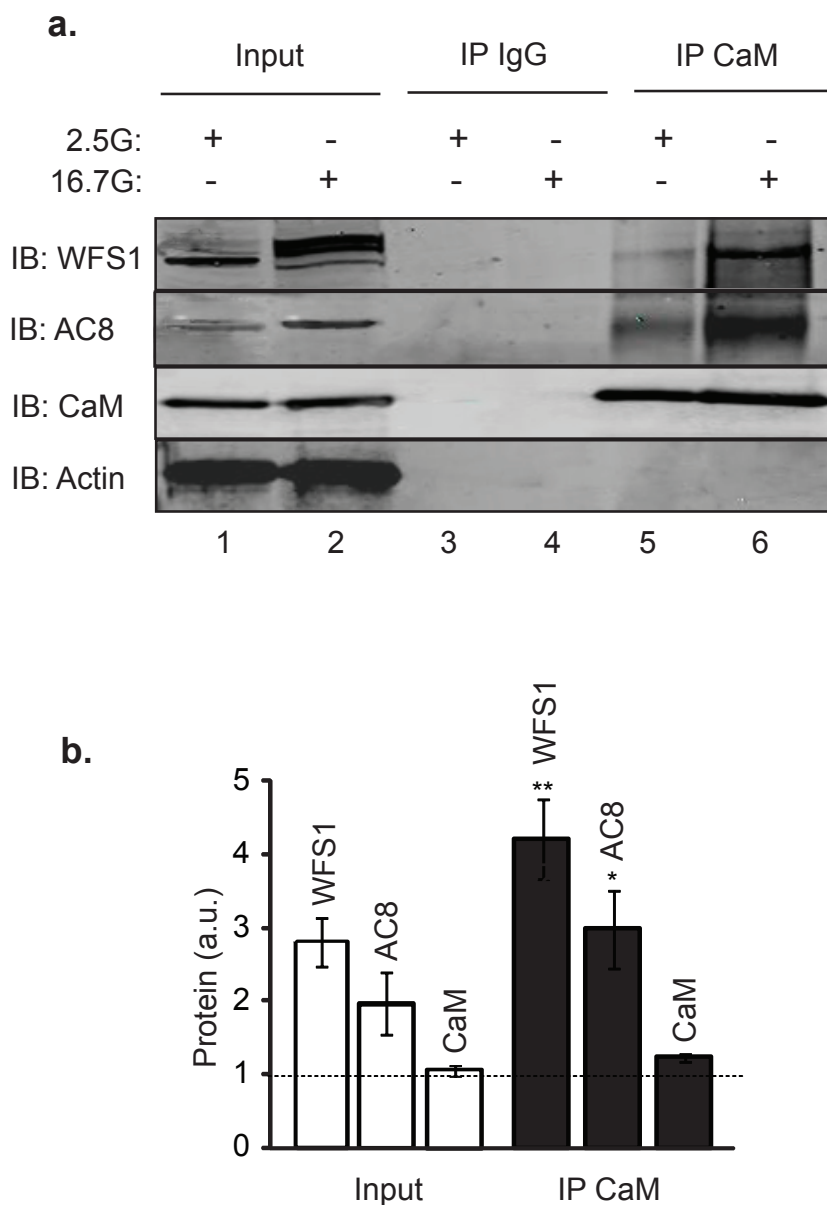 a.
Input IP IgG IP CaM
2.5G: + - + - + -
16.7G: - + - + - +
IB: WFS1
IB: AC8
IB: CaM
IB: Actin
1 2 3 4 5 6
b.
Protein (a.u.)
5
4
3
2
1
0
WFS1
AC8
CaM
** WFS1
* AC8
CaM
Input IP CaM